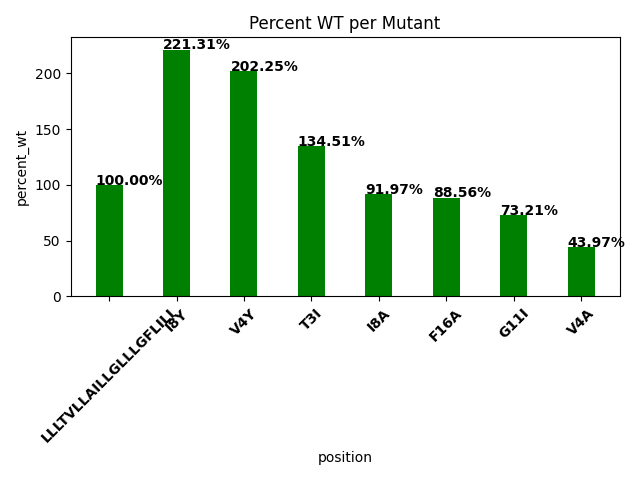 Percent WT per Mutant
221.31%
202.25%
134.51%
100.00%
91.97%
88.56%
73.21%
43.97%
200
150
100
50
0
percent_wt
I8Y
V4Y
T3I
I8A
F16A
G11I
V4A
position